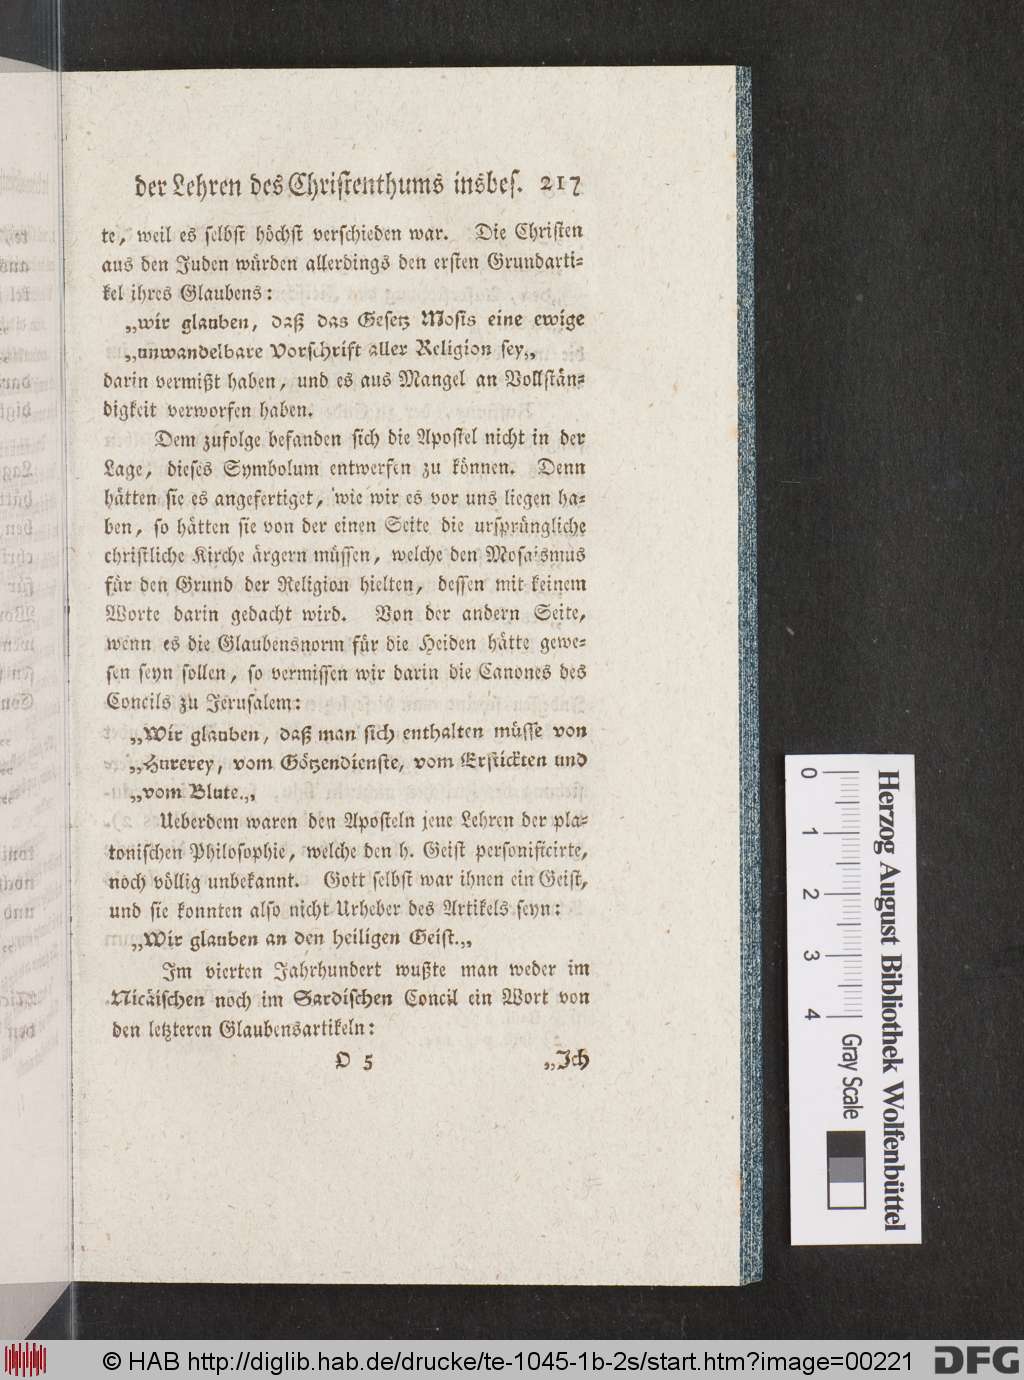 der Lehren des Christenthums insbes. 217
te, weil es selbst höchst verschieden war. Die Christen
aus den Juden würden allerdings den ersten Grundarti-
kel ihres Glaubens:
„wir glauben, daß das Gesetz Mosis eine ewige
„unwandelbare Vorschrift aller Religion sey„
darin vermißt haben, und es aus Mangel an Vollstän-
digkeit verworfen haben.
Dem zufolge befanden sich die Apostel nicht in der
Lage, dieses Symbolum entwerfen zu können. Denn
hätten sie es angefertiget, wie wir es vor uns liegen ha-
ben, so hätten sie von der einen Seite die ursprüngliche
christliche Kirche ärgern müssen, welche den Mosaismus
für den Grund der Religion hielten, dessen mit keinem
Worte darin gedacht wird. Von der andern Seite,
wenn es die Glaubensnorm für die Heiden hätte gewe-
sen seyn sollen, so vermissen wir darin die Canones des
Concils zu Jerusalem:
„Wir glauben, daß man sich enthalten müsse von
„Hurerey, vom Götzendienste, vom Erstickten und
„vom Blute.„
Ueberdem waren den Aposteln jene Lehren der pla-
tonischen Philosophie, welche den h. Geist personificirte,
noch völlig unbekannt. Gott selbst war ihnen ein Geist,
und sie konnten also nicht Urheber des Artikels seyn:
„Wir glauben an den heiligen Geist.„
Im vierten Jahrhundert wußte man weder im
Nicäischen noch im Sardischen Concil ein Wort von
den letzteren Glaubensartikeln:
O 5 „Ich
0 1 2 3 4
Gray Scale
Herzog August Bibliothek Wolfenbüttel
© HAB http://diglib.hab.de/drucke/te-1045-1b-2s/start.htm?image=00221
DFG